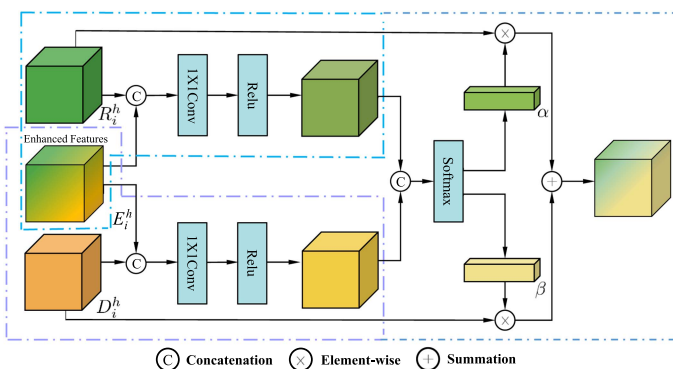 R_i^h
C
1X1Conv
Relu
×
α
Enhanced Features
E_i^h
C
Softmax
+
D_i^h
C
1X1Conv
Relu
β
×
C Concatenation × Element-wise + Summation